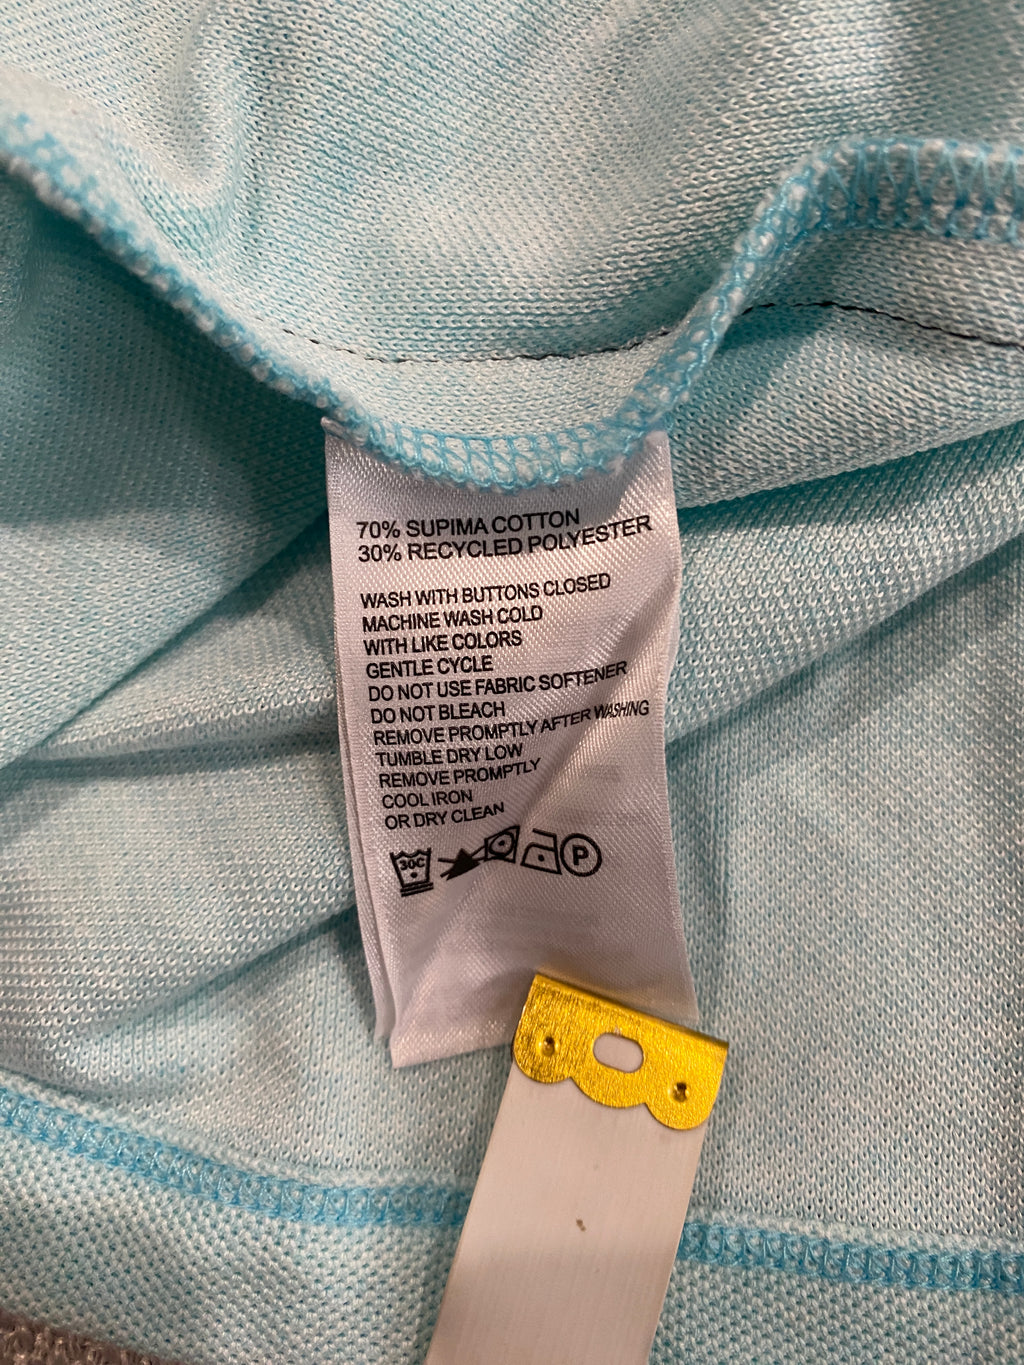 70% SUPIMA COTTON
30% RECYCLED POLYESTER
WASH WITH BUTTONS CLOSED
MACHINE WASH COLD
WITH LIKE COLORS
GENTLE CYCLE
DO NOT USE FABRIC SOFTENER
DO NOT BLEACH
REMOVE PROMPTLY AFTER WASHING
TUMBLE DRY LOW
REMOVE PROMPTLY
COOL IRON
OR DRY CLEAN
30C P